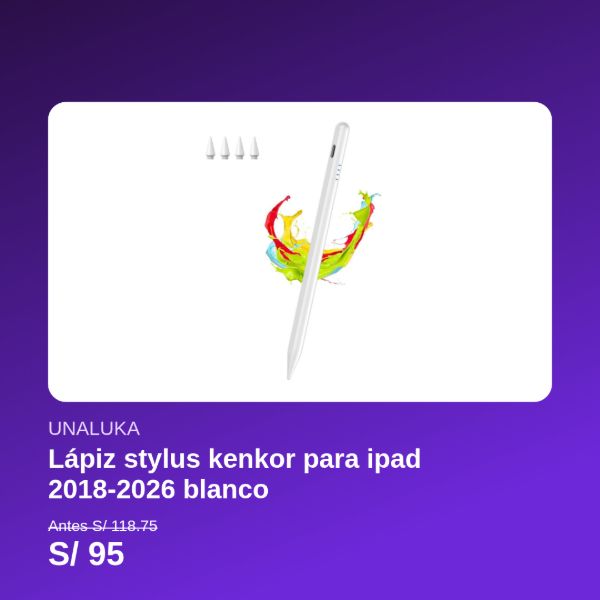 UNALUKA
Lápiz stylus kenkor para ipad
2018-2026 blanco
Antes S/ 118.75
S/ 95